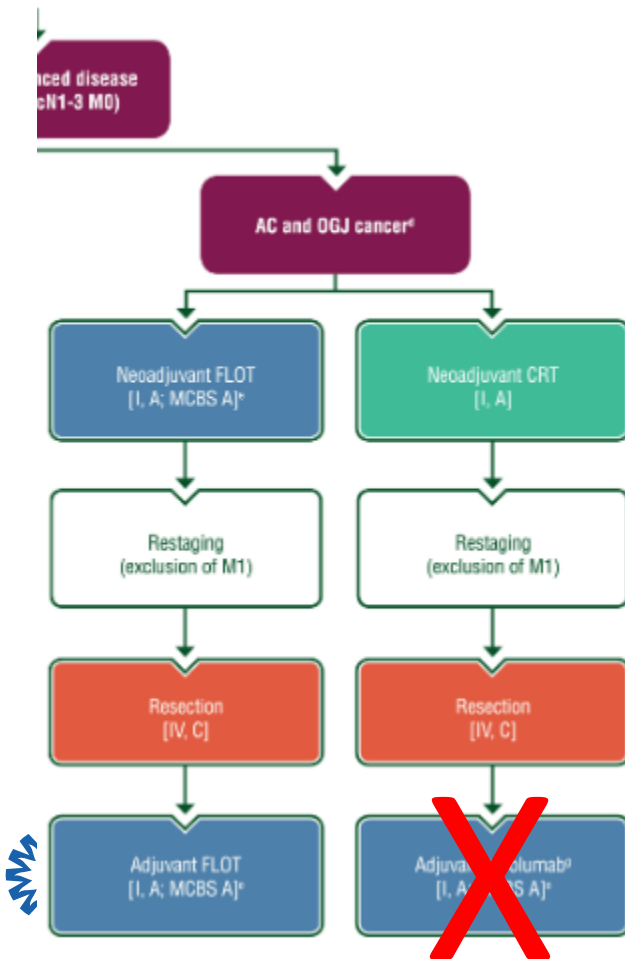 nced disease
cN1-3 M0)
AC and OGJ cancerᵈ
Neoadjuvant FLOT
[I, A; MCBS A]ᵉ
Neoadjuvant CRT
[I, A]
Restaging
(exclusion of M1)
Restaging
(exclusion of M1)
Resection
[IV, C]
Resection
[IV, C]
Adjuvant FLOT
[I, A; MCBS A]ᵉ
X